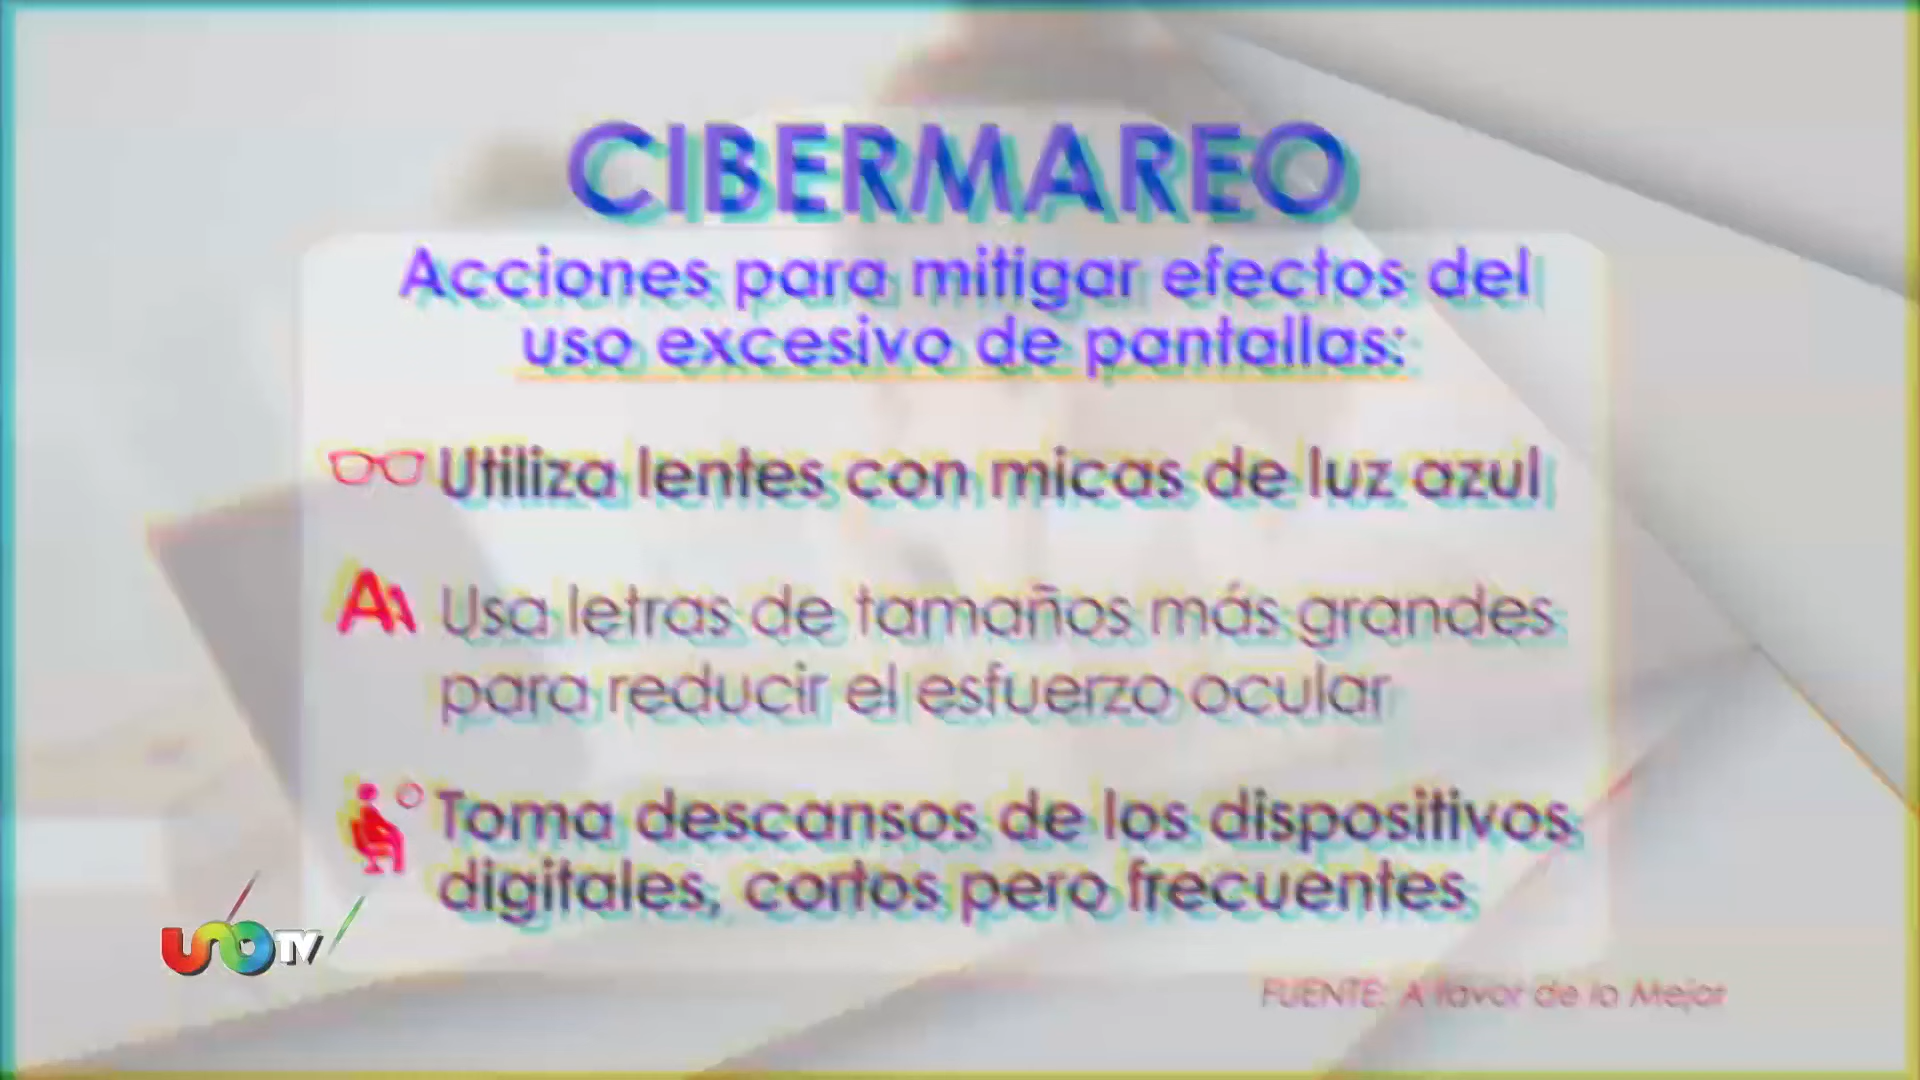 CIBERMAREO
Acciones para mitigar efectos del
uso excesivo de pantallas:
Utiliza lentes con micas de luz azul
Usa letras de tamaños más grandes
para reducir el esfuerzo ocular
Toma descansos de los dispositivos
digitales, cortos pero frecuentes
UNO TV
FUENTE: A favor de lo Mejor